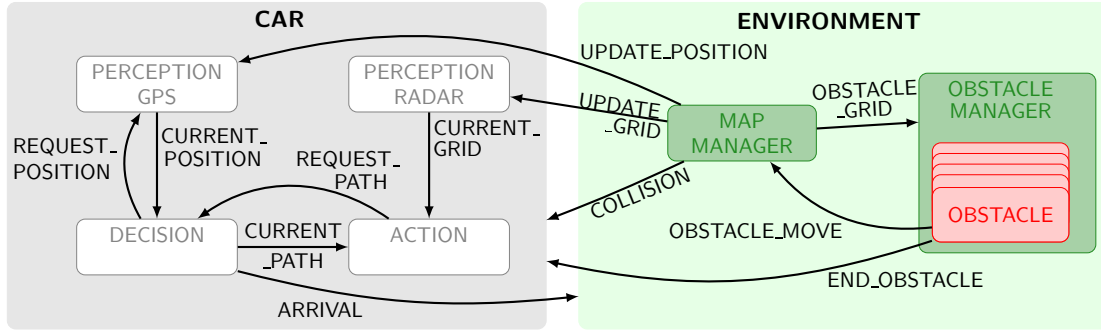 CAR
ENVIRONMENT
UPDATE_POSITION
PERCEPTION
GPS
PERCEPTION
RADAR
UPDATE
_GRID
MAP
MANAGER
OBSTACLE
_GRID
OBSTACLE
MANAGER
REQUEST_
POSITION
CURRENT_
POSITION
REQUEST_
PATH
CURRENT_
GRID
COLLISION
OBSTACLE
DECISION
CURRENT
_PATH
ACTION
OBSTACLE_MOVE
END_OBSTACLE
ARRIVAL